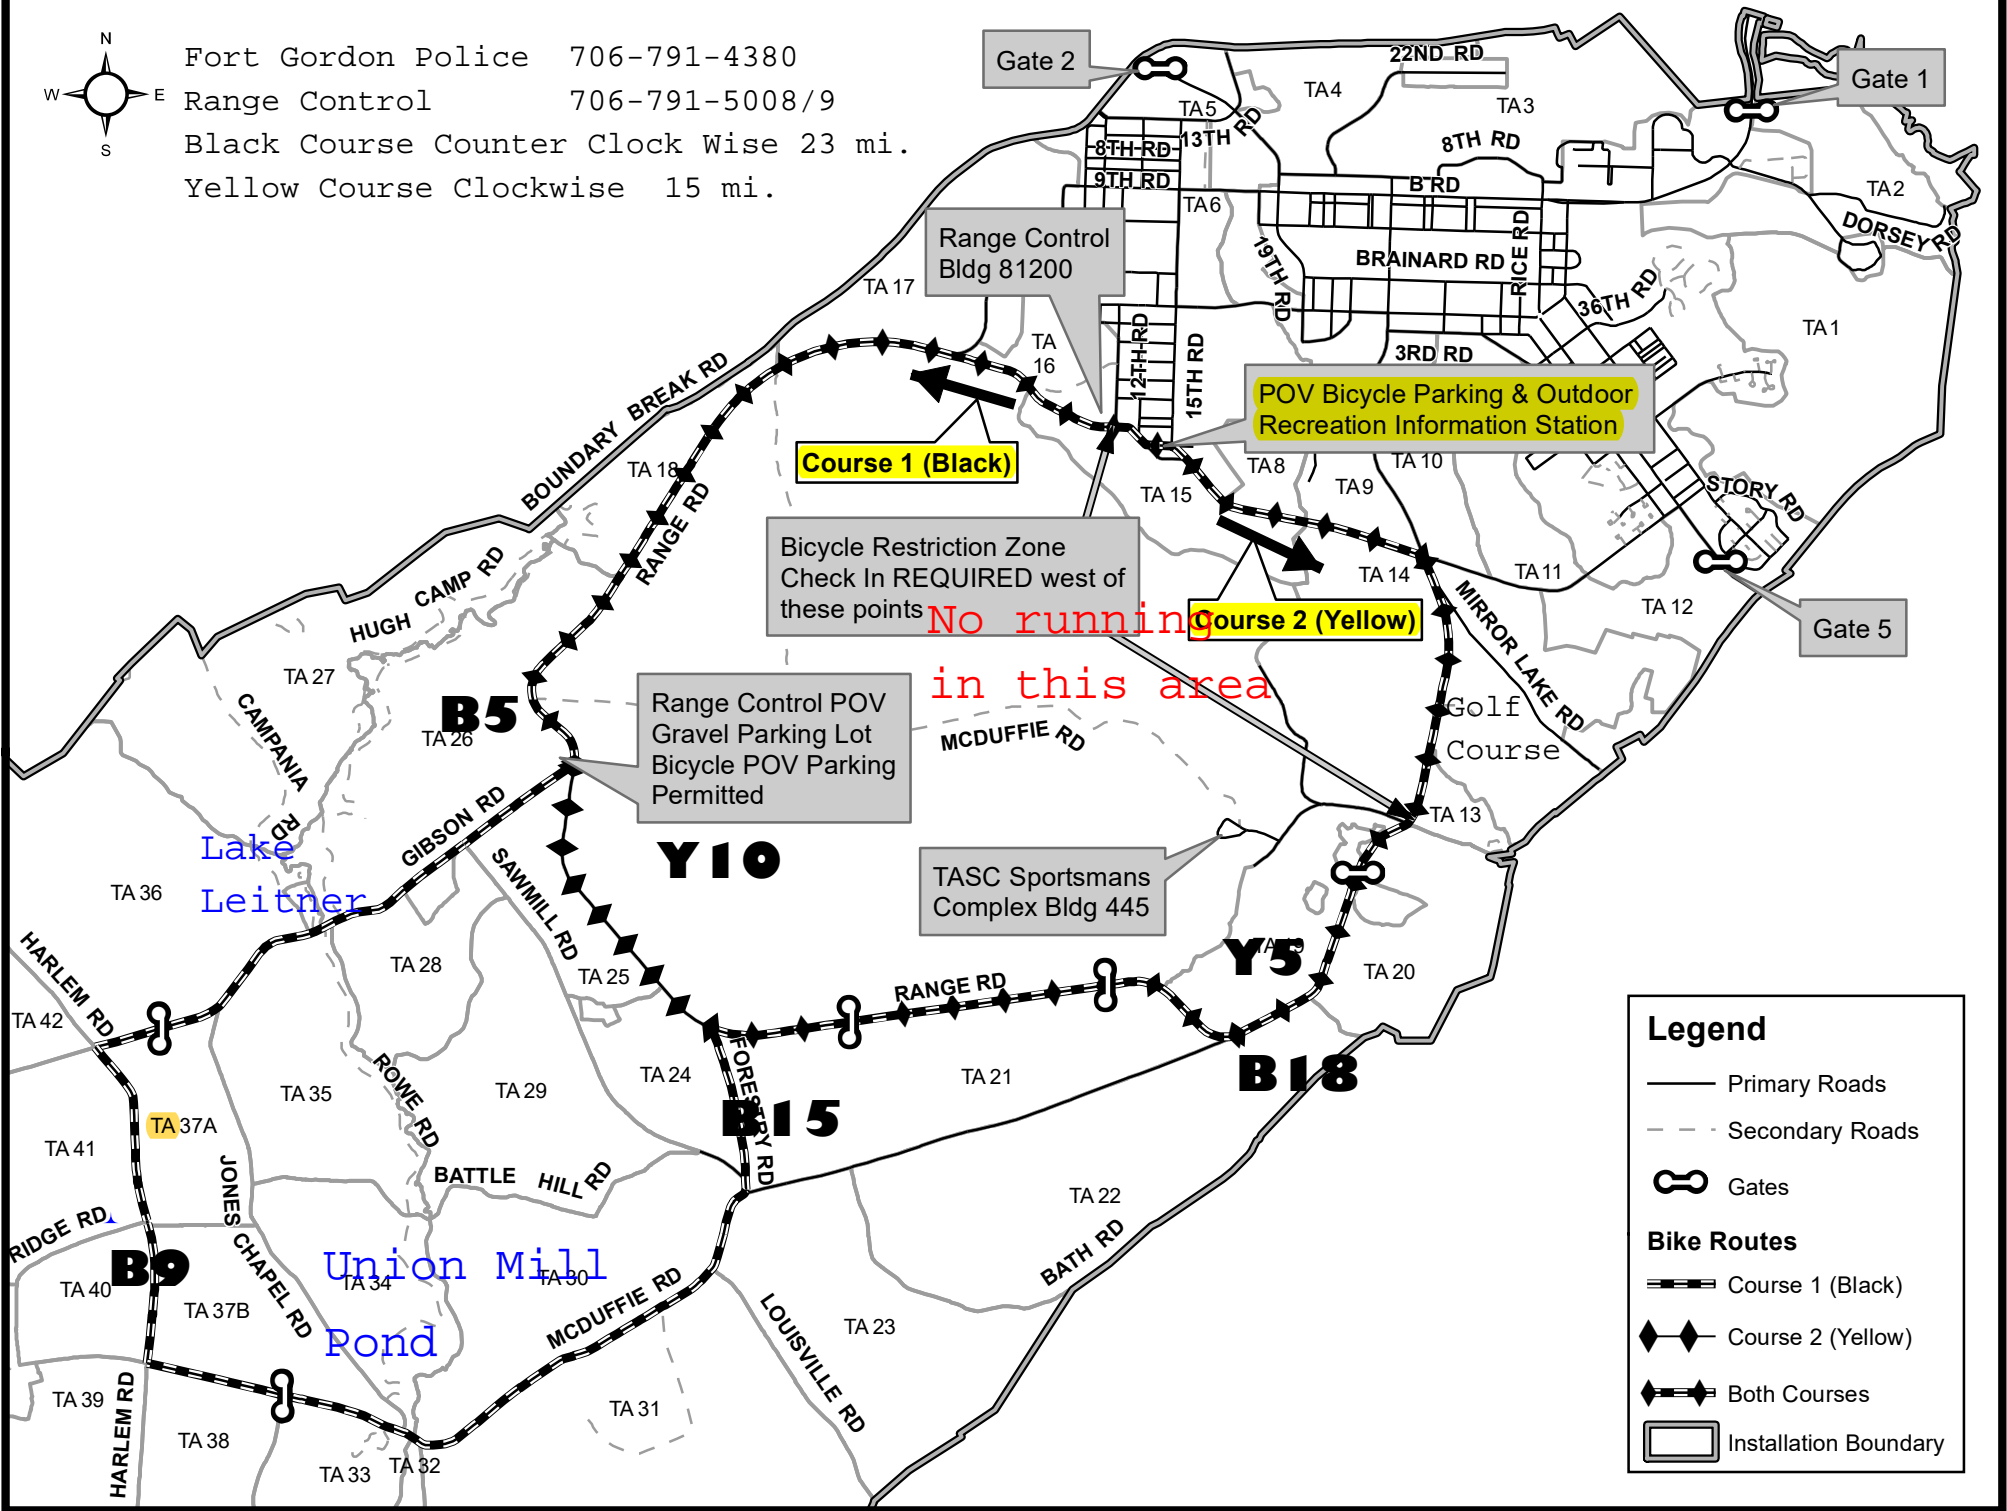 N
W
E
S
Fort Gordon Police 706-791-4380
Range Control 706-791-5008/9
Black Course Counter Clock Wise 23 mi.
Yellow Course Clockwise 15 mi.
Gate 2
Gate 1
22ND RD
TA4
TA3
TA5
13TH RD
8TH RD
8TH RD
9TH RD
B RD
TA2
TA6
DORSEY RD
Range Control
Bldg 81200
19TH RD
BRAINARD RD
RICE RD
36TH RD
TA 17
TA1
TA
16
12TH RD
15TH RD
3RD RD
POV Bicycle Parking & Outdoor
Recreation Information Station
BOUNDARY BREAK RD
Course 1 (Black)
TA 18
TA8
TA 10
TA9
TA 15
STORY RD
RANGE RD
Bicycle Restriction Zone
Check In REQUIRED west of
these points
No running
in this area
Course 2 (Yellow)
TA 14
TA11
TA 12
MIRROR LAKE RD
Gate 5
HUGH CAMP RD
TA 27
CAMPANIA RD
B5
TA 26
Range Control POV
Gravel Parking Lot
Bicycle POV Parking
Permitted
MCDUFFIE RD
Golf
Course
TA 13
GIBSON RD
Lake
Leitner
Y10
SAWMILL RD
TASC Sportsmans
Complex Bldg 445
TA 36
HARLEM RD
TA 28
TA 25
RANGE RD
Y5
TA 19
TA 20
TA 42
FORESTRY RD
ROWE RD
TA 35
TA 29
TA 24
TA 21
B18
B15
TA 37A
TA 41
JONES CHAPEL RD
BATTLE HILL RD
TA 22
RIDGE RD
BATH RD
B9
TA 40
TA 37B
Union Mill
Pond
TA 34
TA 30
MCDUFFIE RD
LOUISVILLE RD
TA 23
TA 39
HARLEM RD
TA 38
TA 33
TA 32
TA 31
Legend
Primary Roads
Secondary Roads
Gates
Bike Routes
Course 1 (Black)
Course 2 (Yellow)
Both Courses
Installation Boundary